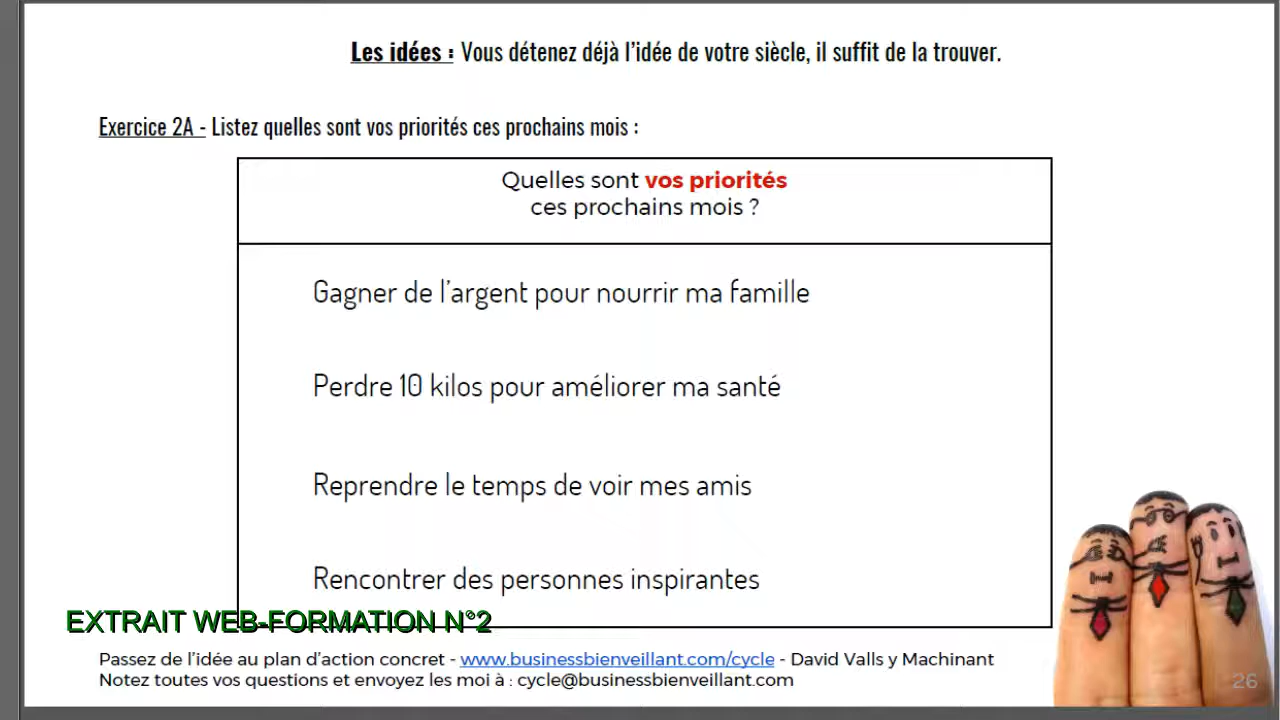 Les idées : Vous détenez déjà l'idée de votre siècle, il suffit de la trouver.
Exercice 2A - Listez quelles sont vos priorités ces prochains mois :
Quelles sont vos priorités
ces prochains mois ?
Gagner de l'argent pour nourrir ma famille
Perdre 10 kilos pour améliorer ma santé
Reprendre le temps de voir mes amis
Rencontrer des personnes inspirantes
EXTRAIT WEB-FORMATION N°2
Passez de l'idée au plan d'action concret - www.businessbienveillant.com/cycle - David Valls y Machinant
Notez toutes vos questions et envoyez les moi à : cycle@businessbienveillant.com
26